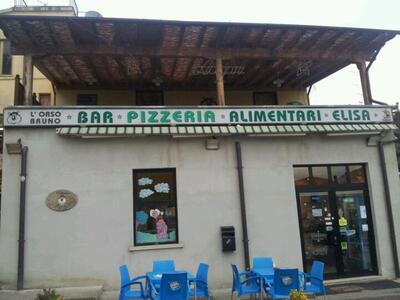 L'ORSO BRUNO ★ BAR ★ PIZZERIA ★ ALIMENTARI ★ ELISA ★